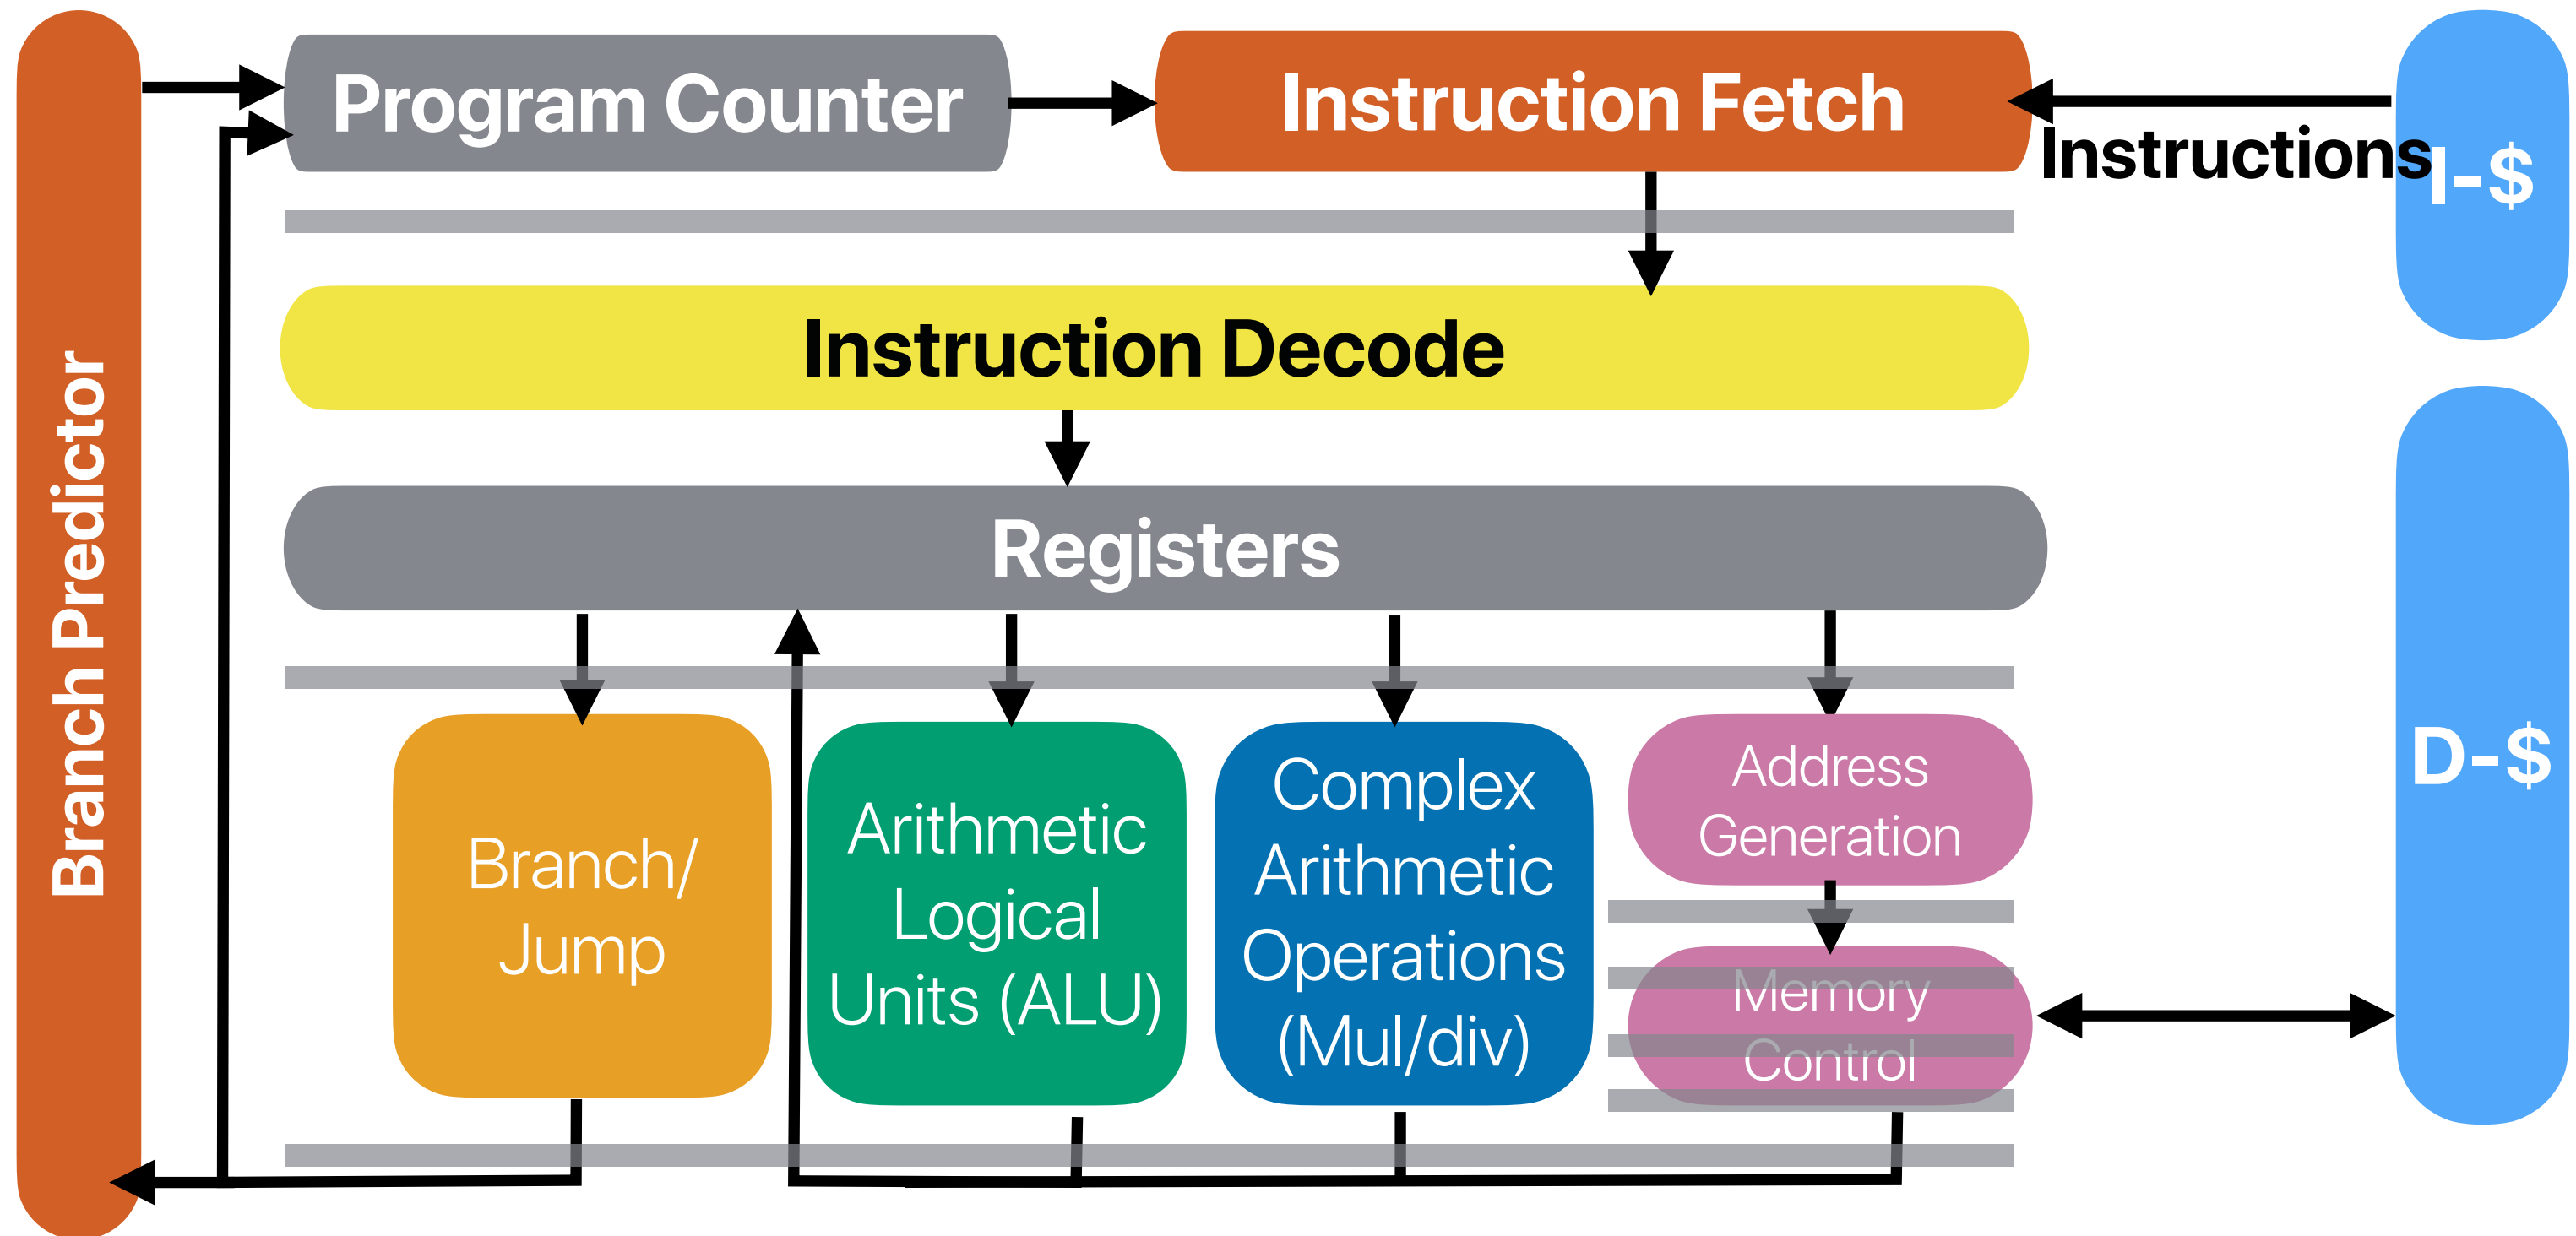 Branch Predictor
Program Counter
Instruction Fetch
Instructions
I-$
Instruction Decode
Registers
Branch/
Jump
Arithmetic
Logical
Units (ALU)
Complex
Arithmetic
Operations
(Mul/div)
Address
Generation
Memory
Control
D-$